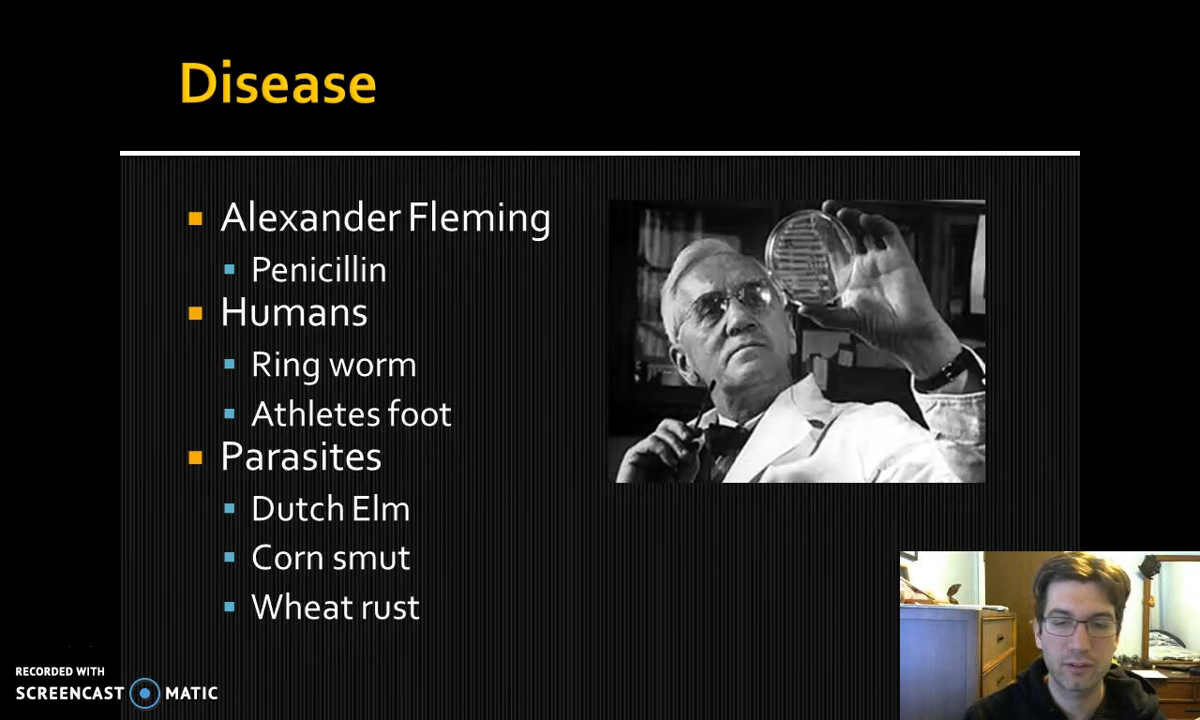 Disease
Alexander Fleming
Penicillin
Humans
Ring worm
Athletes foot
Parasites
Dutch Elm
Corn smut
Wheat rust
RECORDED WITH
SCREENCAST MATIC